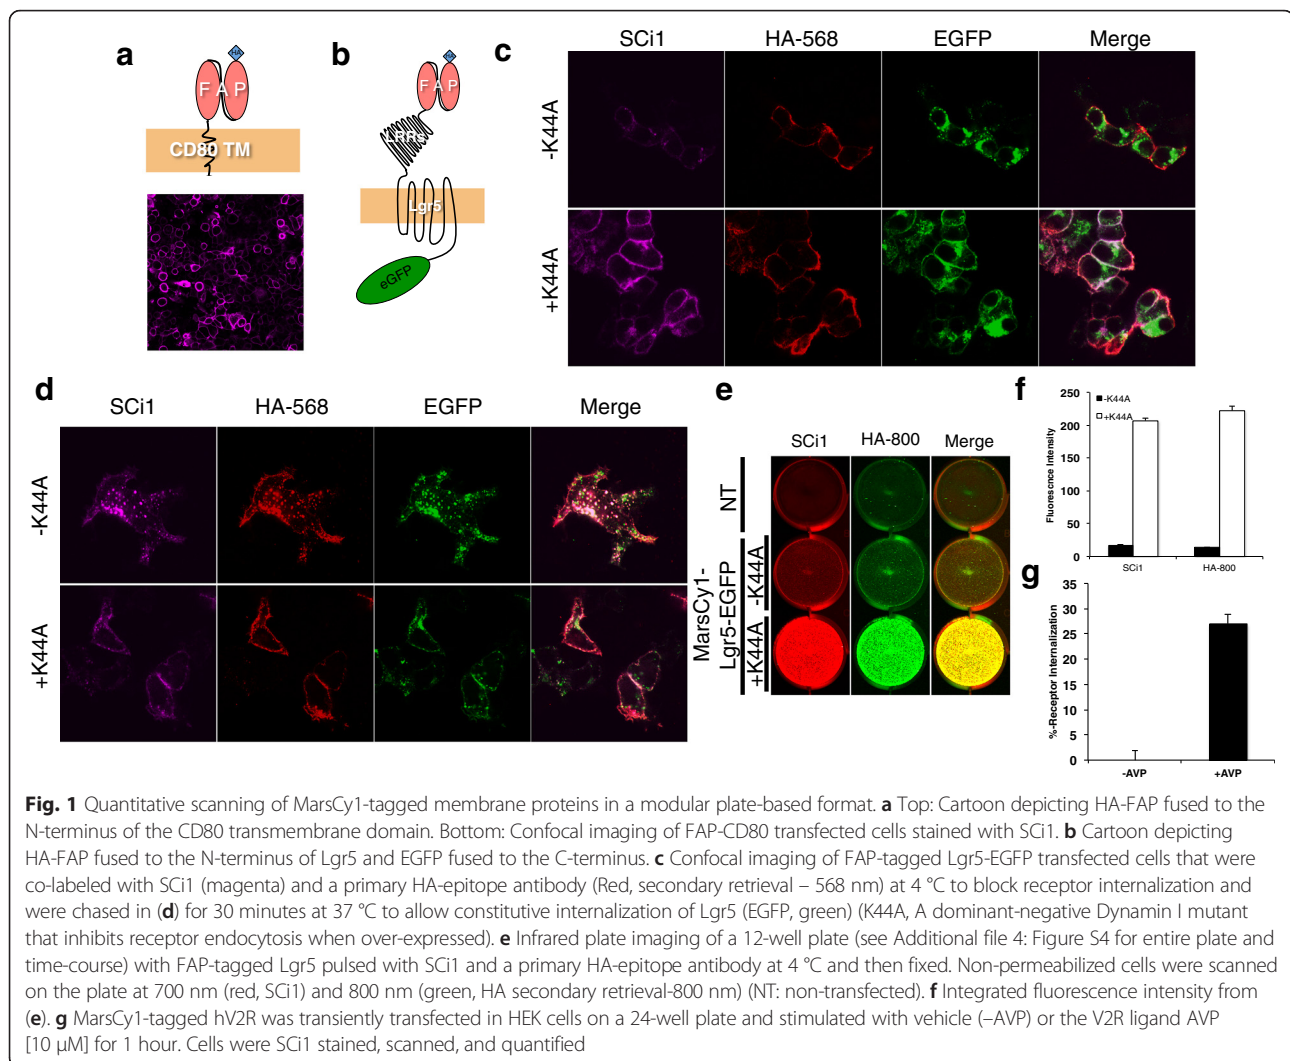 a
HA
F A P
CD80 TM
b
HA
F A P
LRRs
Lgr5
eGFP
c
SCi1 HA-568 EGFP Merge
-K44A
+K44A
d
SCi1 HA-568 EGFP Merge
-K44A
+K44A
e
SCi1 HA-800 Merge
NT
MarsCy1-
Lgr5-EGFP
-K44A
+K44A
f
Fluorescnce Intensity
250
200
150
100
50
0
-K44A
+K44A
SCi1 HA-800
g
%-Receptor Internalization
35
30
25
20
15
10
5
0
-AVP +AVP
Fig. 1 Quantitative scanning of MarsCy1-tagged membrane proteins in a modular plate-based format. a Top: Cartoon depicting HA-FAP fused to the
N-terminus of the CD80 transmembrane domain. Bottom: Confocal imaging of FAP-CD80 transfected cells stained with SCi1. b Cartoon depicting
HA-FAP fused to the N-terminus of Lgr5 and EGFP fused to the C-terminus. c Confocal imaging of FAP-tagged Lgr5-EGFP transfected cells that were
co-labeled with SCi1 (magenta) and a primary HA-epitope antibody (Red, secondary retrieval – 568 nm) at 4 °C to block receptor internalization and
were chased in (d) for 30 minutes at 37 °C to allow constitutive internalization of Lgr5 (EGFP, green) (K44A, A dominant-negative Dynamin I mutant
that inhibits receptor endocytosis when over-expressed). e Infrared plate imaging of a 12-well plate (see Additional file 4: Figure S4 for entire plate and
time-course) with FAP-tagged Lgr5 pulsed with SCi1 and a primary HA-epitope antibody at 4 °C and then fixed. Non-permeabilized cells were scanned
on the plate at 700 nm (red, SCi1) and 800 nm (green, HA secondary retrieval-800 nm) (NT: non-transfected). f Integrated fluorescence intensity from
(e). g MarsCy1-tagged hV2R was transiently transfected in HEK cells on a 24-well plate and stimulated with vehicle (–AVP) or the V2R ligand AVP
[10 μM] for 1 hour. Cells were SCi1 stained, scanned, and quantified